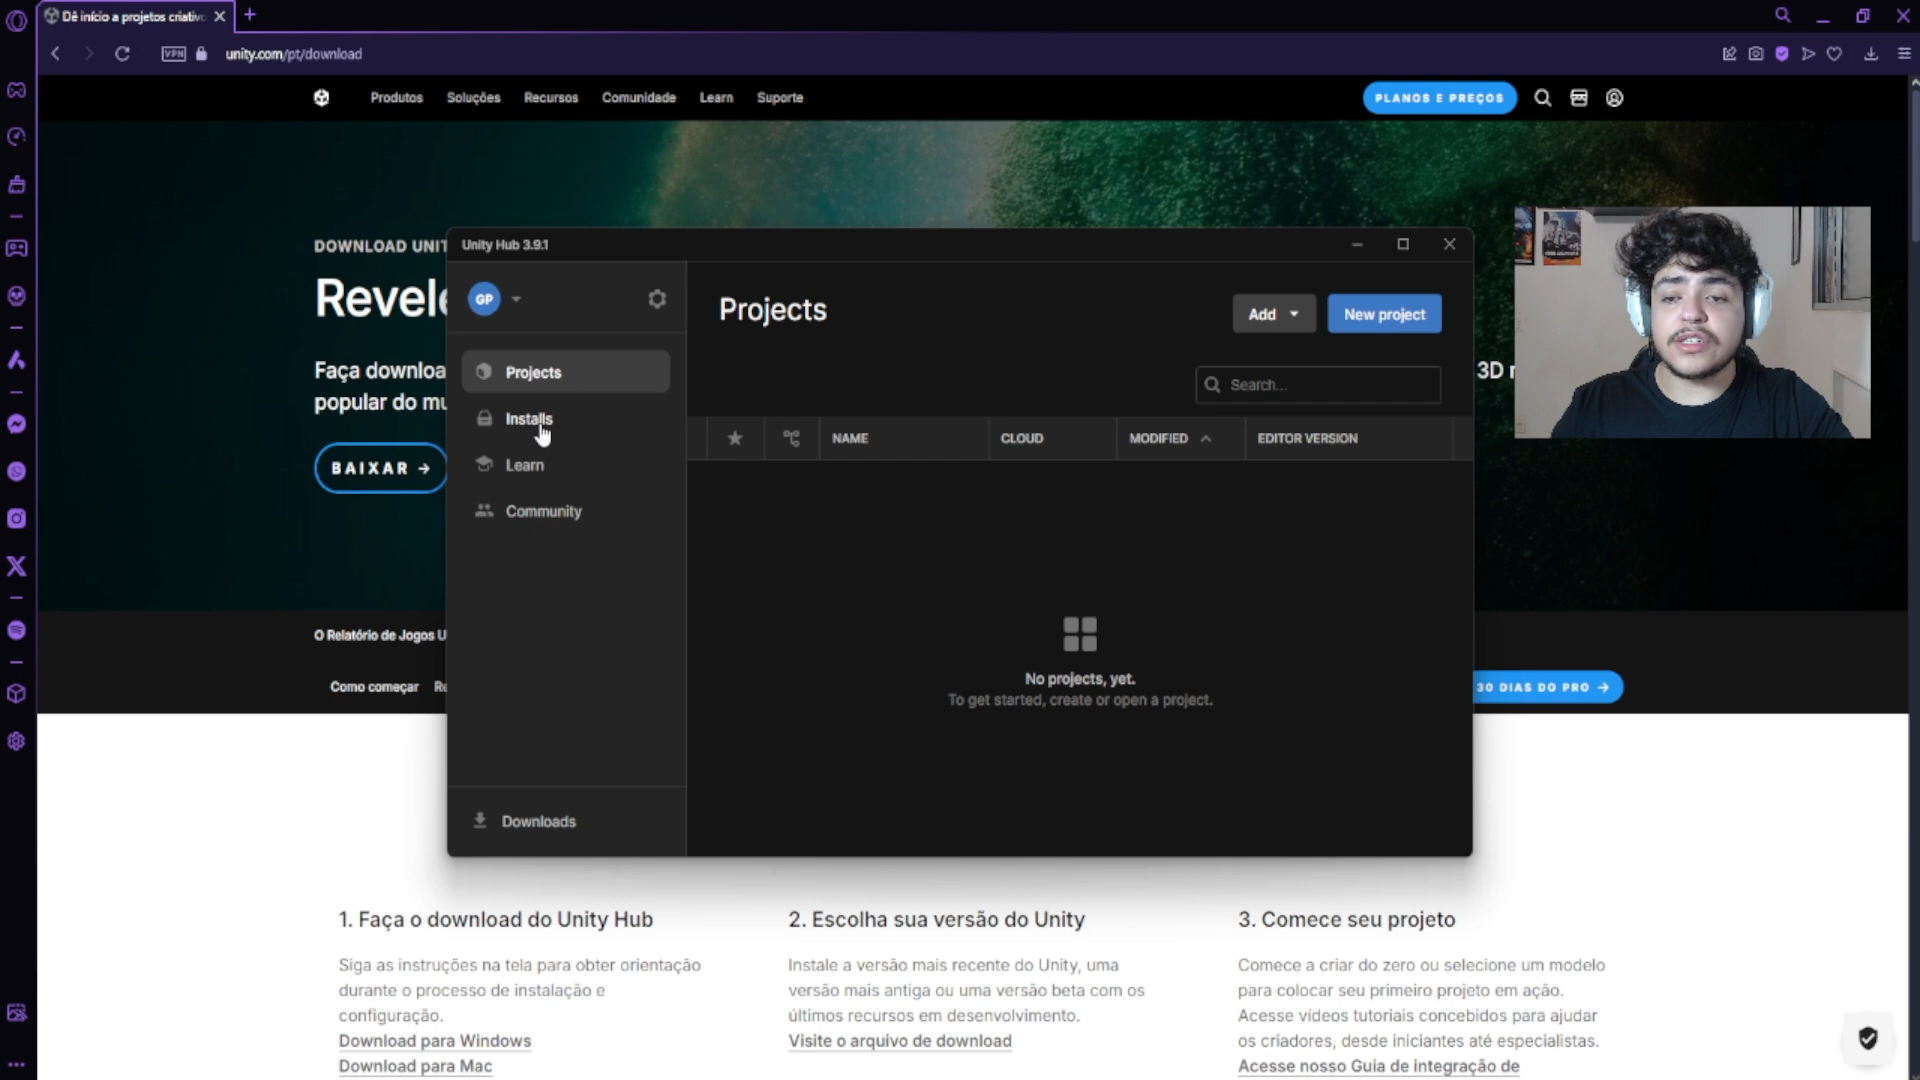 Dê início a projetos criativ
VPN
unity.com/pt/download
Produtos
Soluções
Recursos
Comunidade
Learn
Suporte
PLANOS E PREÇOS
DOWNLOAD UNIT
Revel
Faça downloa
popular do mu
3D r
BAIXAR →
O Relatório de Jogos U
Como começar
Re
30 DIAS DO PRO →
Unity Hub 3.9.1
GP
Projects
Installs
Learn
Community
Downloads
Projects
Add
New project
Search...
NAME
CLOUD
MODIFIED
EDITOR VERSION
No projects, yet.
To get started, create or open a project.
1. Faça o download do Unity Hub
Siga as instruções na tela para obter orientação
durante o processo de instalação e
configuração.
Download para Windows
Download para Mac
2. Escolha sua versão do Unity
Instale a versão mais recente do Unity, uma
versão mais antiga ou uma versão beta com os
últimos recursos em desenvolvimento.
Visite o arquivo de download
3. Comece seu projeto
Comece a criar do zero ou selecione um modelo
para colocar seu primeiro projeto em ação.
Acesse vídeos tutoriais concebidos para ajudar
os criadores, desde iniciantes até especialistas.
Acesse nosso Guia de integração de